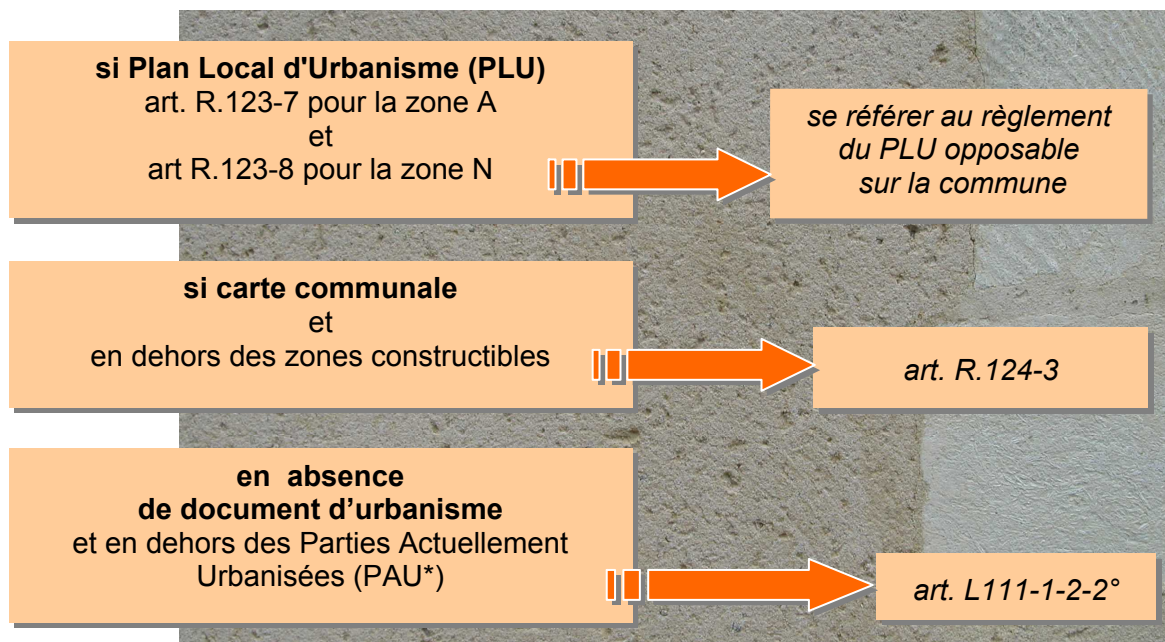 si Plan Local d'Urbanisme (PLU)
art. R.123-7 pour la zone A
et
art R.123-8 pour la zone N
se référer au règlement
du PLU opposable
sur la commune
si carte communale
et
en dehors des zones constructibles
art. R.124-3
en absence
de document d’urbanisme
et en dehors des Parties Actuellement
Urbanisées (PAU*)
art. L111-1-2-2°